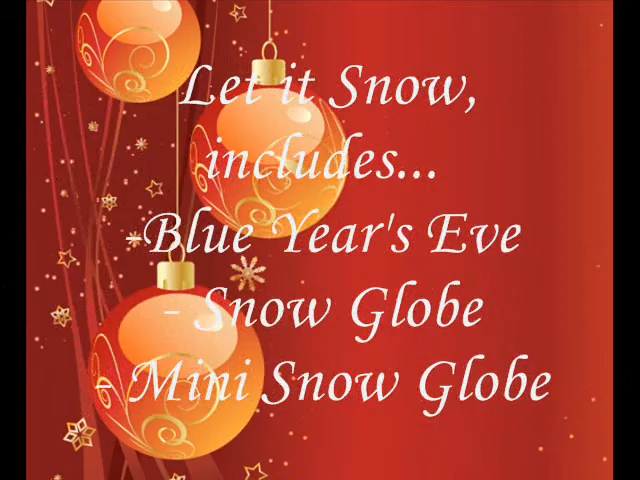 Let it Snow,
includes...
-Blue Year's Eve
- Snow Globe
- Mini Snow Globe